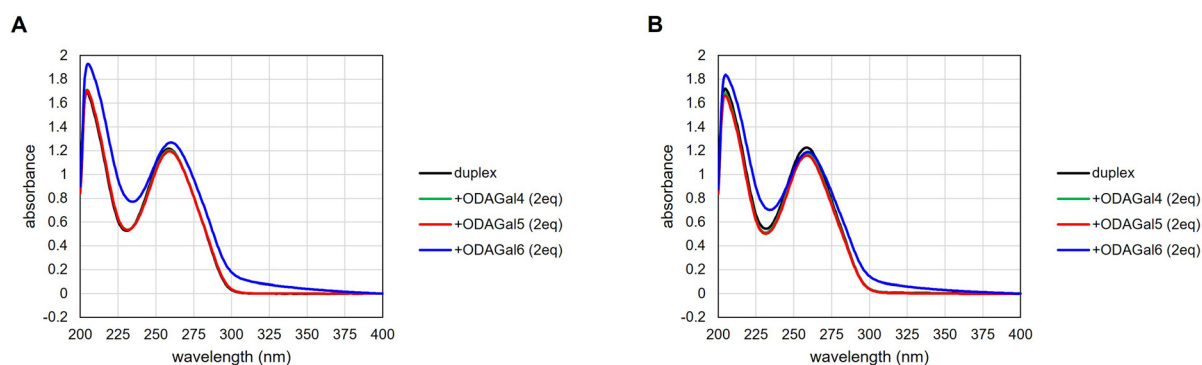 A
2
1.8
1.6
1.4
1.2
1
0.8
0.6
0.4
0.2
0
-0.2
absorbance
200 225 250 275 300 325 350 375 400
wavelength (nm)
duplex
+ODAGal4 (2eq)
+ODAGal5 (2eq)
+ODAGal6 (2eq)
B
2
1.8
1.6
1.4
1.2
1
0.8
0.6
0.4
0.2
0
-0.2
absorbance
200 225 250 275 300 325 350 375 400
wavelength (nm)
duplex
+ODAGal4 (2eq)
+ODAGal5 (2eq)
+ODAGal6 (2eq)